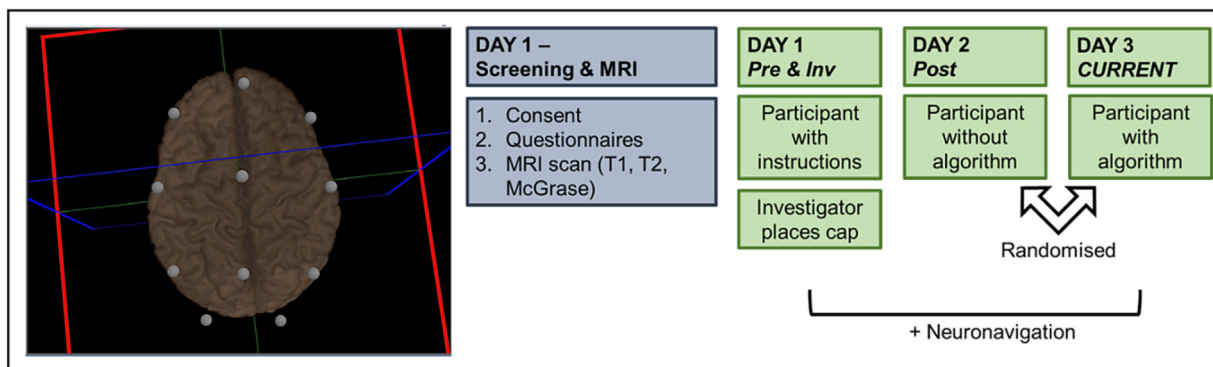 DAY 1 –
Screening & MRI
1. Consent
2. Questionnaires
3. MRI scan (T1, T2,
McGrase)
DAY 1
Pre & Inv
Participant
with
instructions
Investigator
places cap
DAY 2
Post
Participant
without
algorithm
DAY 3
CURRENT
Participant
with
algorithm
Randomised
+ Neuronavigation